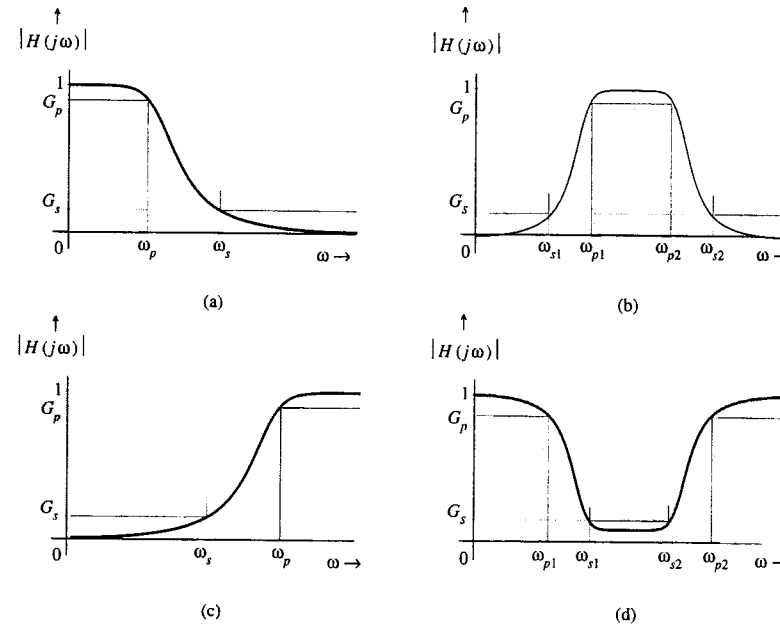 |H(jω)|
1
G_p
G_s
0
ω_p
ω_s
ω→
(a)
|H(jω)|
1
G_p
G_s
0
ω_s1
ω_p1
ω_p2
ω_s2
ω→
(b)
|H(jω)|
1
G_p
G_s
0
ω_s
ω_p
ω→
(c)
|H(jω)|
1
G_p
G_s
0
ω_p1
ω_s1
ω_s2
ω_p2
ω→
(d)